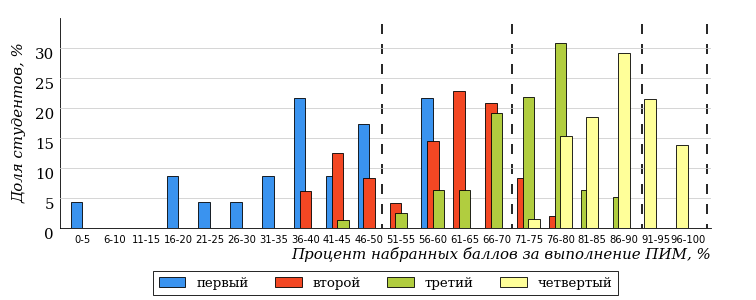 Доля студентов, %
30
25
20
15
10
5
0
0-5 6-10 11-15 16-20 21-25 26-30 31-35 36-40 41-45 46-50 51-55 56-60 61-65 66-70 71-75 76-80 81-85 86-90 91-95 96-100
Процент набранных баллов за выполнение ПИМ, %
первый второй третий четвертый